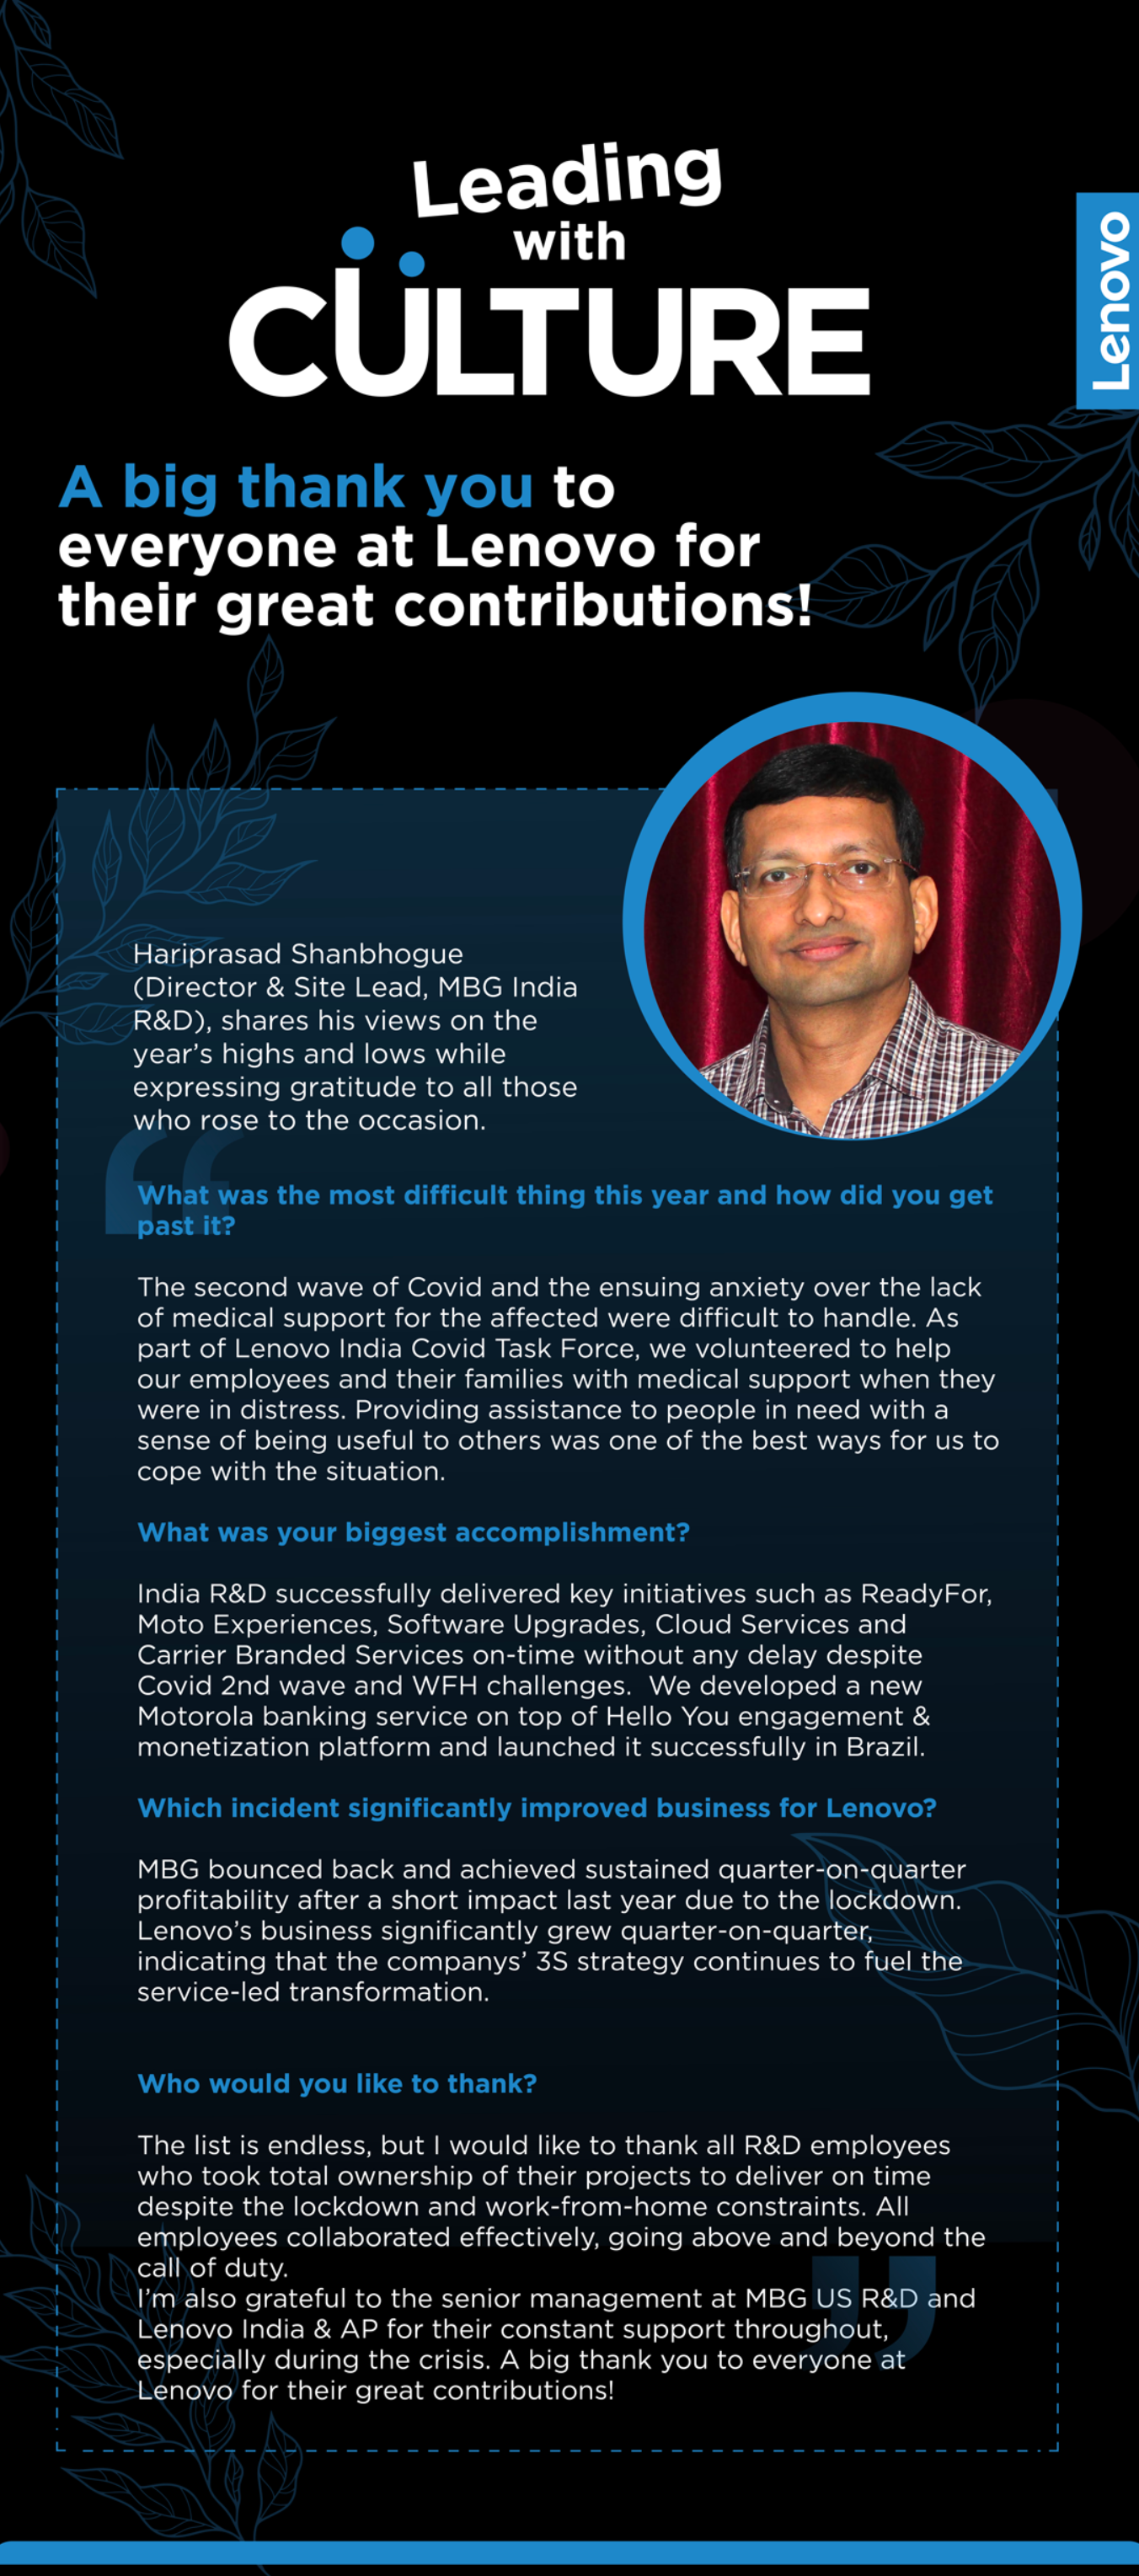 Leading
with
CULTURE
Lenovo
A big thank you to
everyone at Lenovo for
their great contributions!
Hariprasad Shanbhogue
(Director & Site Lead, MBG India
R&D), shares his views on the
year's highs and lows while
expressing gratitude to all those
who rose to the occasion.
What was the most difficult thing this year and how did you get
past it?
The second wave of Covid and the ensuing anxiety over the lack
of medical support for the affected were difficult to handle. As
part of Lenovo India Covid Task Force, we volunteered to help
our employees and their families with medical support when they
were in distress. Providing assistance to people in need with a
sense of being useful to others was one of the best ways for us to
cope with the situation.
What was your biggest accomplishment?
India R&D successfully delivered key initiatives such as ReadyFor,
Moto Experiences, Software Upgrades, Cloud Services and
Carrier Branded Services on-time without any delay despite
Covid 2nd wave and WFH challenges.  We developed a new
Motorola banking service on top of Hello You engagement &
monetization platform and launched it successfully in Brazil.
Which incident significantly improved business for Lenovo?
MBG bounced back and achieved sustained quarter-on-quarter
profitability after a short impact last year due to the lockdown.
Lenovo's business significantly grew quarter-on-quarter,
indicating that the companys' 3S strategy continues to fuel the
service-led transformation.
Who would you like to thank?
The list is endless, but I would like to thank all R&D employees
who took total ownership of their projects to deliver on time
despite the lockdown and work-from-home constraints. All
employees collaborated effectively, going above and beyond the
call of duty.
I'm also grateful to the senior management at MBG US R&D and
Lenovo India & AP for their constant support throughout,
especially during the crisis. A big thank you to everyone at
Lenovo for their great contributions!